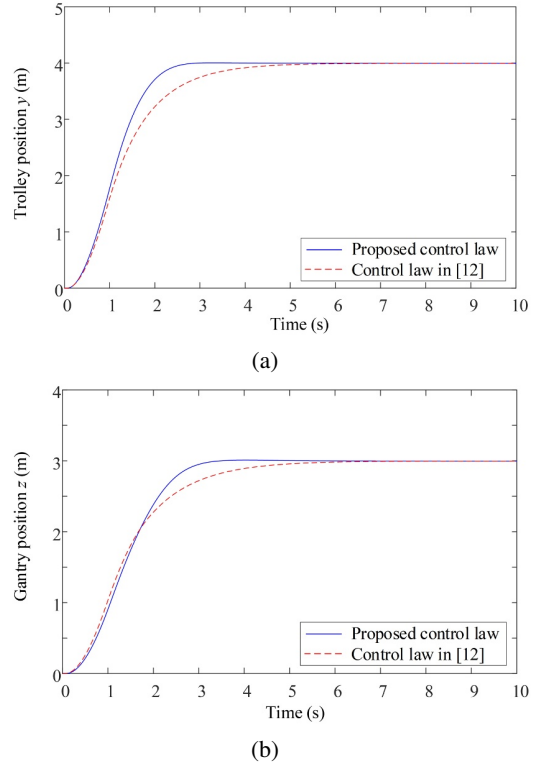 5
4
3
2
1
0
Trolley position y (m)
Proposed control law
Control law in [12]
0 1 2 3 4 5 6 7 8 9 10
Time (s)
(a)
4
3
2
1
0
Gantry position z (m)
Proposed control law
Control law in [12]
0 1 2 3 4 5 6 7 8 9 10
Time (s)
(b)